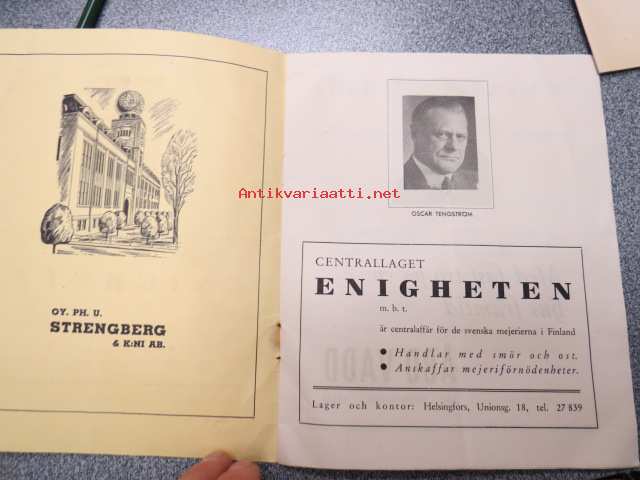 OY. PH. U.
STRENGBERG
& K:NI AB.
Antikvariaatti.net
OSCAR TENGSTRÖM
CENTRALLAGET
ENIGHETEN
m. b. t.
är centralaffär för de svenska mejerierna i Finland
● Handlar med smör och ost.
● Anskaffar mejeriförnödenheter.
Lager och kontor: Helsingfors, Unionsg. 18, tel. 27 839